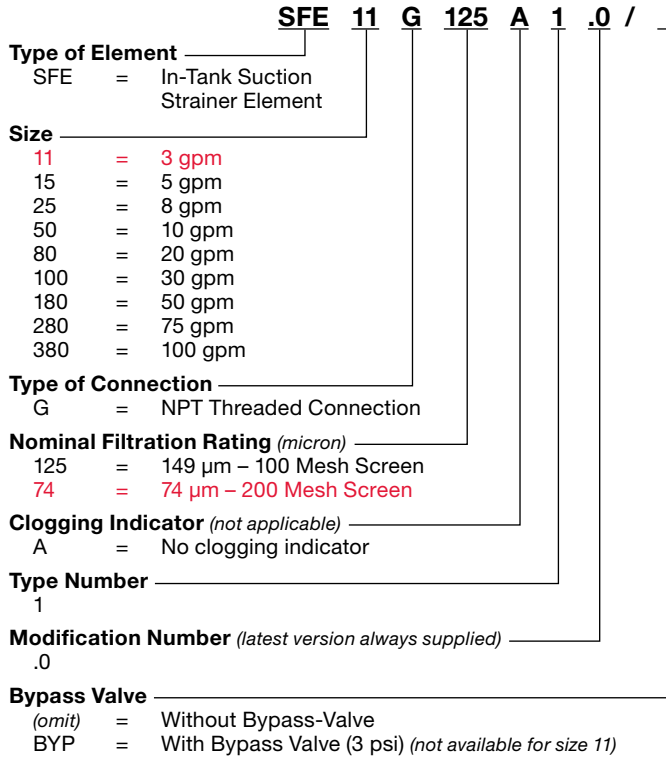 SFE 11 G 125 A 1 .0 /
Type of Element
SFE = In-Tank Suction
Strainer Element
Size
11 = 3 gpm
15 = 5 gpm
25 = 8 gpm
50 = 10 gpm
80 = 20 gpm
100 = 30 gpm
180 = 50 gpm
280 = 75 gpm
380 = 100 gpm
Type of Connection
G = NPT Threaded Connection
Nominal Filtration Rating (micron)
125 = 149 µm – 100 Mesh Screen
74 = 74 µm – 200 Mesh Screen
Clogging Indicator (not applicable)
A = No clogging indicator
Type Number
1
Modification Number (latest version always supplied)
.0
Bypass Valve
(omit) = Without Bypass-Valve
BYP = With Bypass Valve (3 psi) (not available for size 11)